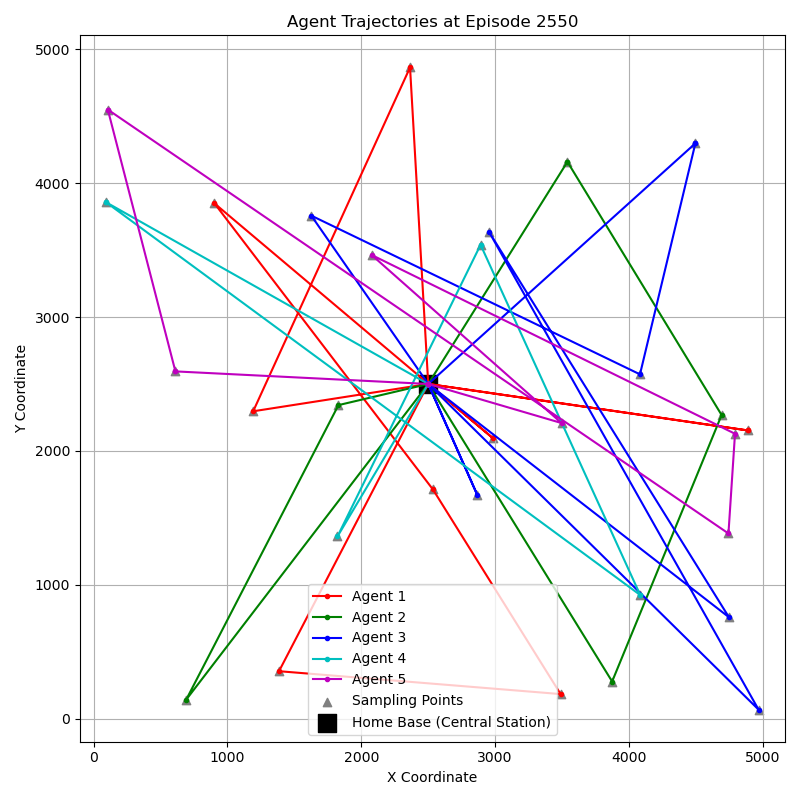 Agent Trajectories at Episode 2550
Y Coordinate
5000
4000
3000
2000
1000
0
Agent 1
Agent 2
Agent 3
Agent 4
Agent 5
Sampling Points
Home Base (Central Station)
0 1000 2000 3000 4000 5000
X Coordinate